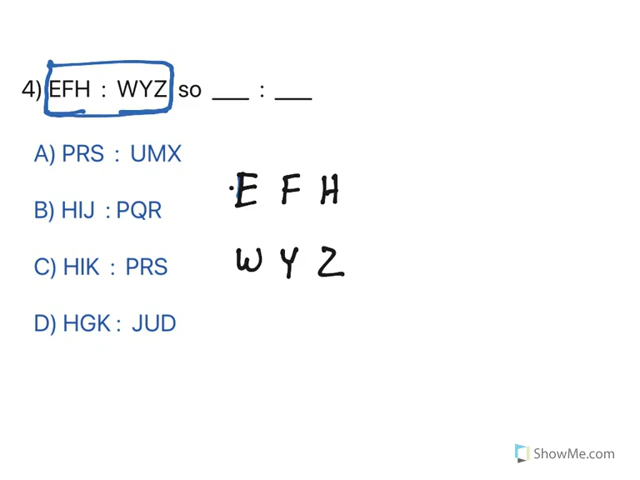 4) EFH : WYZ so ___ : ___
A) PRS : UMX
B) HIJ : PQR
C) HIK : PRS
D) HGK : JUD
E F H
W Y Z
ShowMe.com